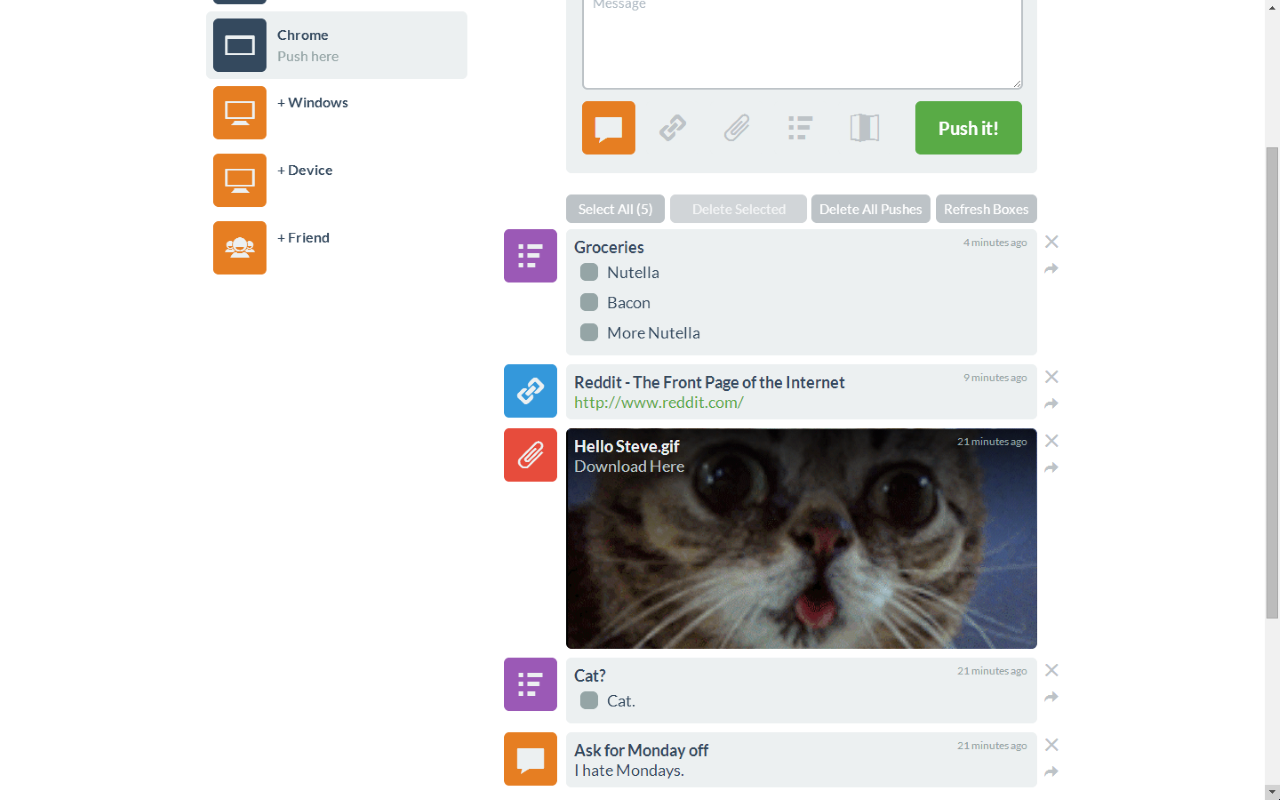 Chrome
Push here
+ Windows
+ Device
+ Friend
Message
Push it!
Select All (5) Delete Selected Delete All Pushes Refresh Boxes
Groceries 4 minutes ago
Nutella
Bacon
More Nutella
Reddit - The Front Page of the Internet 9 minutes ago
http://www.reddit.com/
Hello Steve.gif 21 minutes ago
Download Here
Cat? 21 minutes ago
Cat.
Ask for Monday off 21 minutes ago
I hate Mondays.